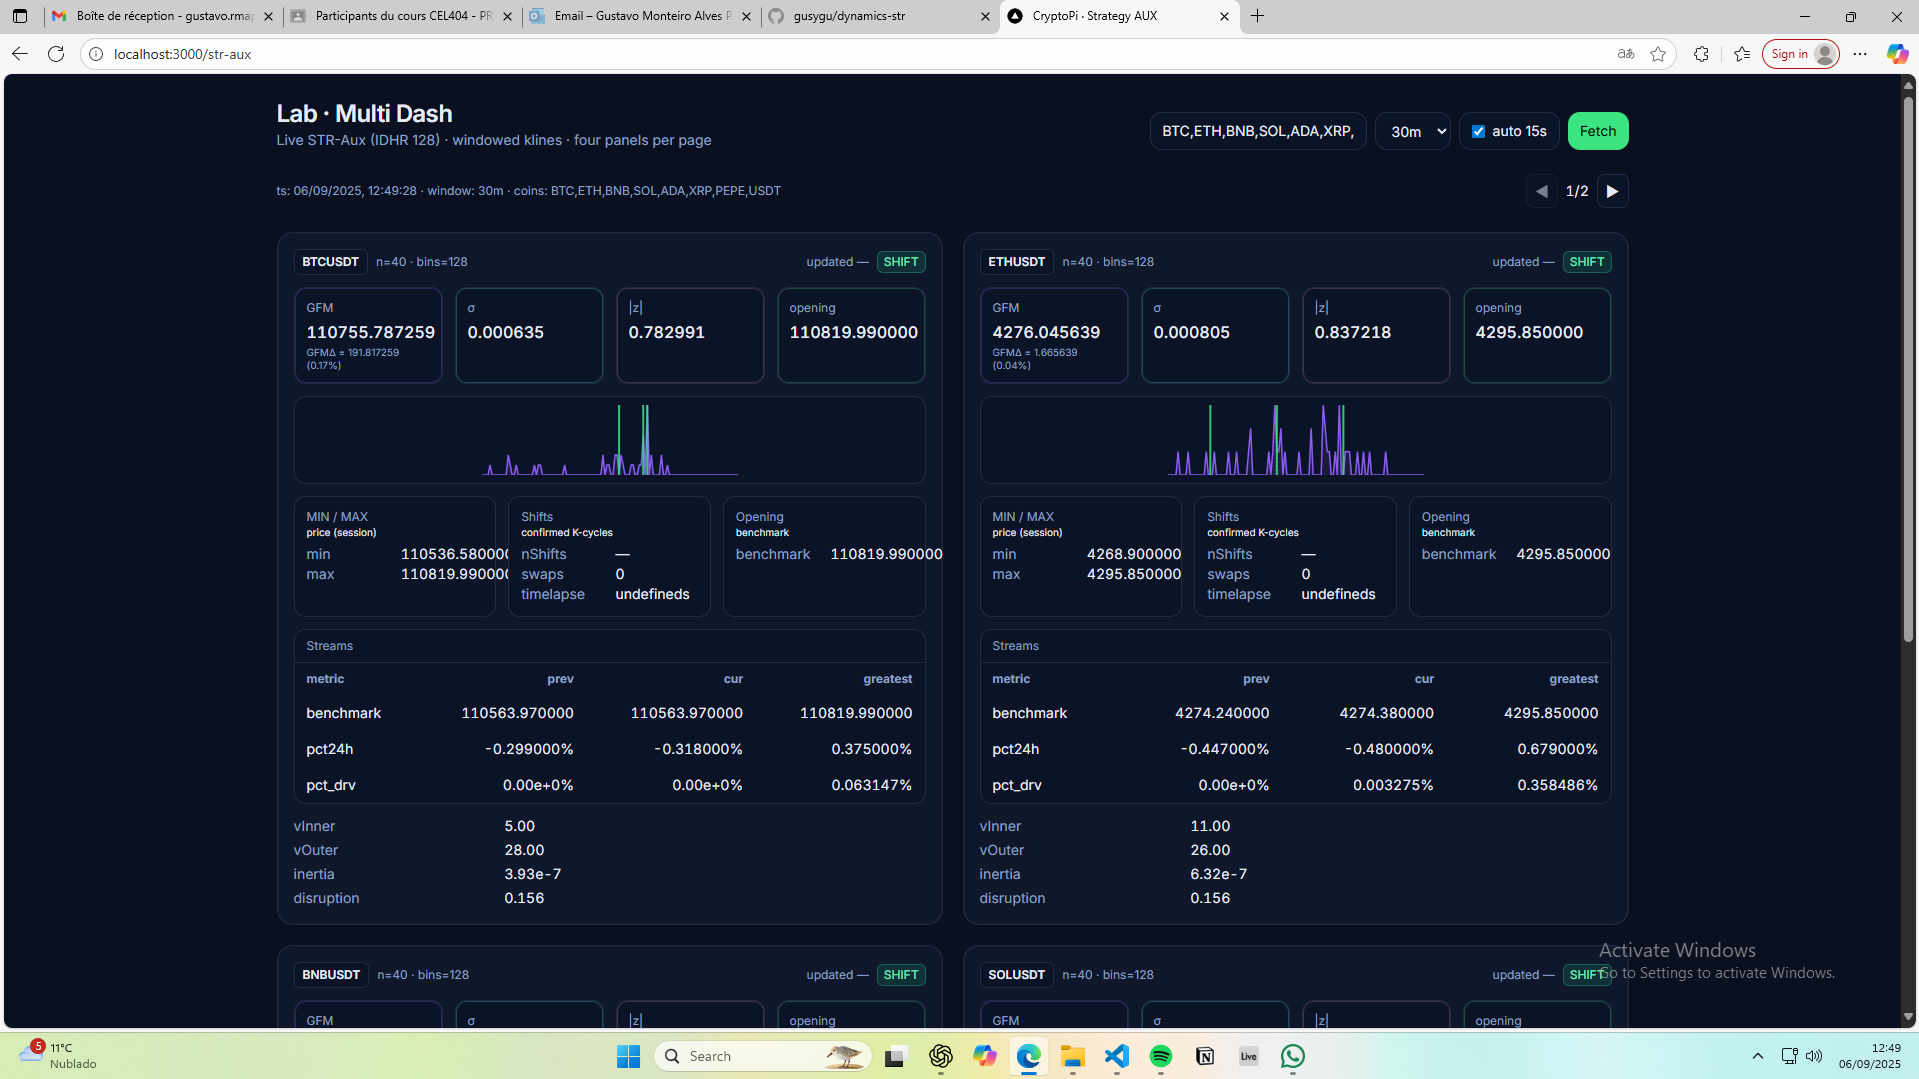 Boîte de réception - gustavo.rmap
Participants du cours CEL404 - PR
Email – Gustavo Monteiro Alves P
gusygu/dynamics-str
CryptoPi · Strategy AUX
localhost:3000/str-aux
aあ
Sign in
Lab · Multi Dash
Live STR-Aux (IDHR 128) · windowed klines · four panels per page
BTC,ETH,BNB,SOL,ADA,XRP,
30m
auto 15s
Fetch
ts: 06/09/2025, 12:49:28 · window: 30m · coins: BTC,ETH,BNB,SOL,ADA,XRP,PEPE,USDT
◀ 1/2 ▶
BTCUSDT n=40 · bins=128 updated — SHIFT
GFM σ |z| opening
110755.787259 0.000635 0.782991 110819.990000
GFMΔ = 191.817259
(0.17%)
MIN / MAX Shifts Opening
price (session) confirmed K-cycles benchmark
min 110536.580000 nShifts — benchmark 110819.990000
max 110819.990000 swaps 0
timelapse undefineds
Streams
metric prev cur greatest
benchmark 110563.970000 110563.970000 110819.990000
pct24h -0.299000% -0.318000% 0.375000%
pct_drv 0.00e+0% 0.00e+0% 0.063147%
vInner 5.00
vOuter 28.00
inertia 3.93e-7
disruption 0.156
ETHUSDT n=40 · bins=128 updated — SHIFT
GFM σ |z| opening
4276.045639 0.000805 0.837218 4295.850000
GFMΔ = 1.665639
(0.04%)
MIN / MAX Shifts Opening
price (session) confirmed K-cycles benchmark
min 4268.900000 nShifts — benchmark 4295.850000
max 4295.850000 swaps 0
timelapse undefineds
Streams
metric prev cur greatest
benchmark 4274.240000 4274.380000 4295.850000
pct24h -0.447000% -0.480000% 0.679000%
pct_drv 0.00e+0% 0.003275% 0.358486%
vInner 11.00
vOuter 26.00
inertia 6.32e-7
disruption 0.156
BNBUSDT n=40 · bins=128 updated — SHIFT
GFM σ |z| opening
SOLUSDT n=40 · bins=128 updated — SHIFT
GFM σ |z| opening
Activate Windows
Go to Settings to activate Windows.
5
11°C
Nublado
Search
Live
12:49
06/09/2025